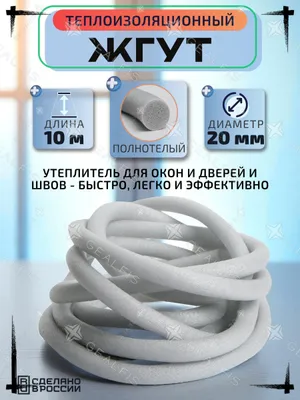 ТЕПЛОИЗОЛЯЦИОННЫЙ
ЖГУТ
ДЛИНА
10 м
ПОЛНОТЕЛЫЙ
ДИАМЕТР
20 мм
УТЕПЛИТЕЛЬ ДЛЯ ОКОН И ДВЕРЕЙ И
ШВОВ - БЫСТРО, ЛЕГКО И ЭФФЕКТИВНО
СДЕЛАНО
В РОССИИ